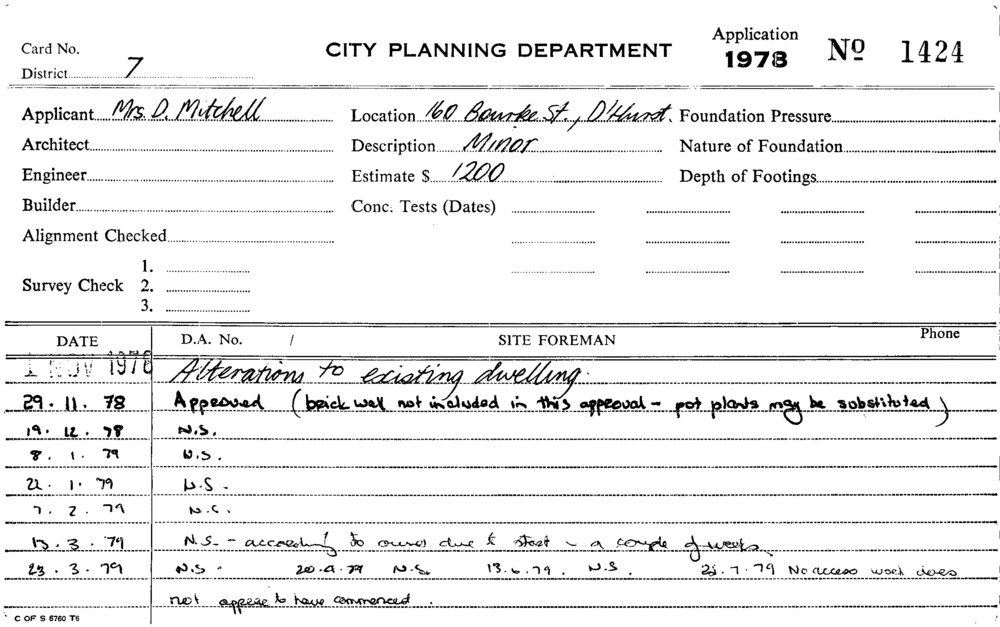 Card No.
District 7
CITY PLANNING DEPARTMENT
Application
1978
No 1424
Applicant Mrs. D. Mitchell
Location 160 Bourke St., D'Hurst.
Foundation Pressure
Architect
Description Minor
Nature of Foundation
Engineer
Estimate $ 1200
Depth of Footings
Builder
Conc. Tests (Dates)
Alignment Checked
Survey Check
1.
2.
3.
DATE D.A. No. / SITE FOREMAN Phone
1 NOV 1978 Alterations to existing dwelling.
29. 11. 78 Approved (brick wall not included in this approval - pot plants may be substituted)
19. 12. 78 N.S.
8. 1. 79 N.S.
22. 1. 79 N.S.
7. 2. 79 N.S.
13. 3. 79 N.S. - according to owner due to start in a couple of weeks
23. 3. 79 N.S. 20.4.79 N.S. 13.6.79. N.S. 25.7.79 No access work does
not appear to have commenced.
C OF S 6760 T6